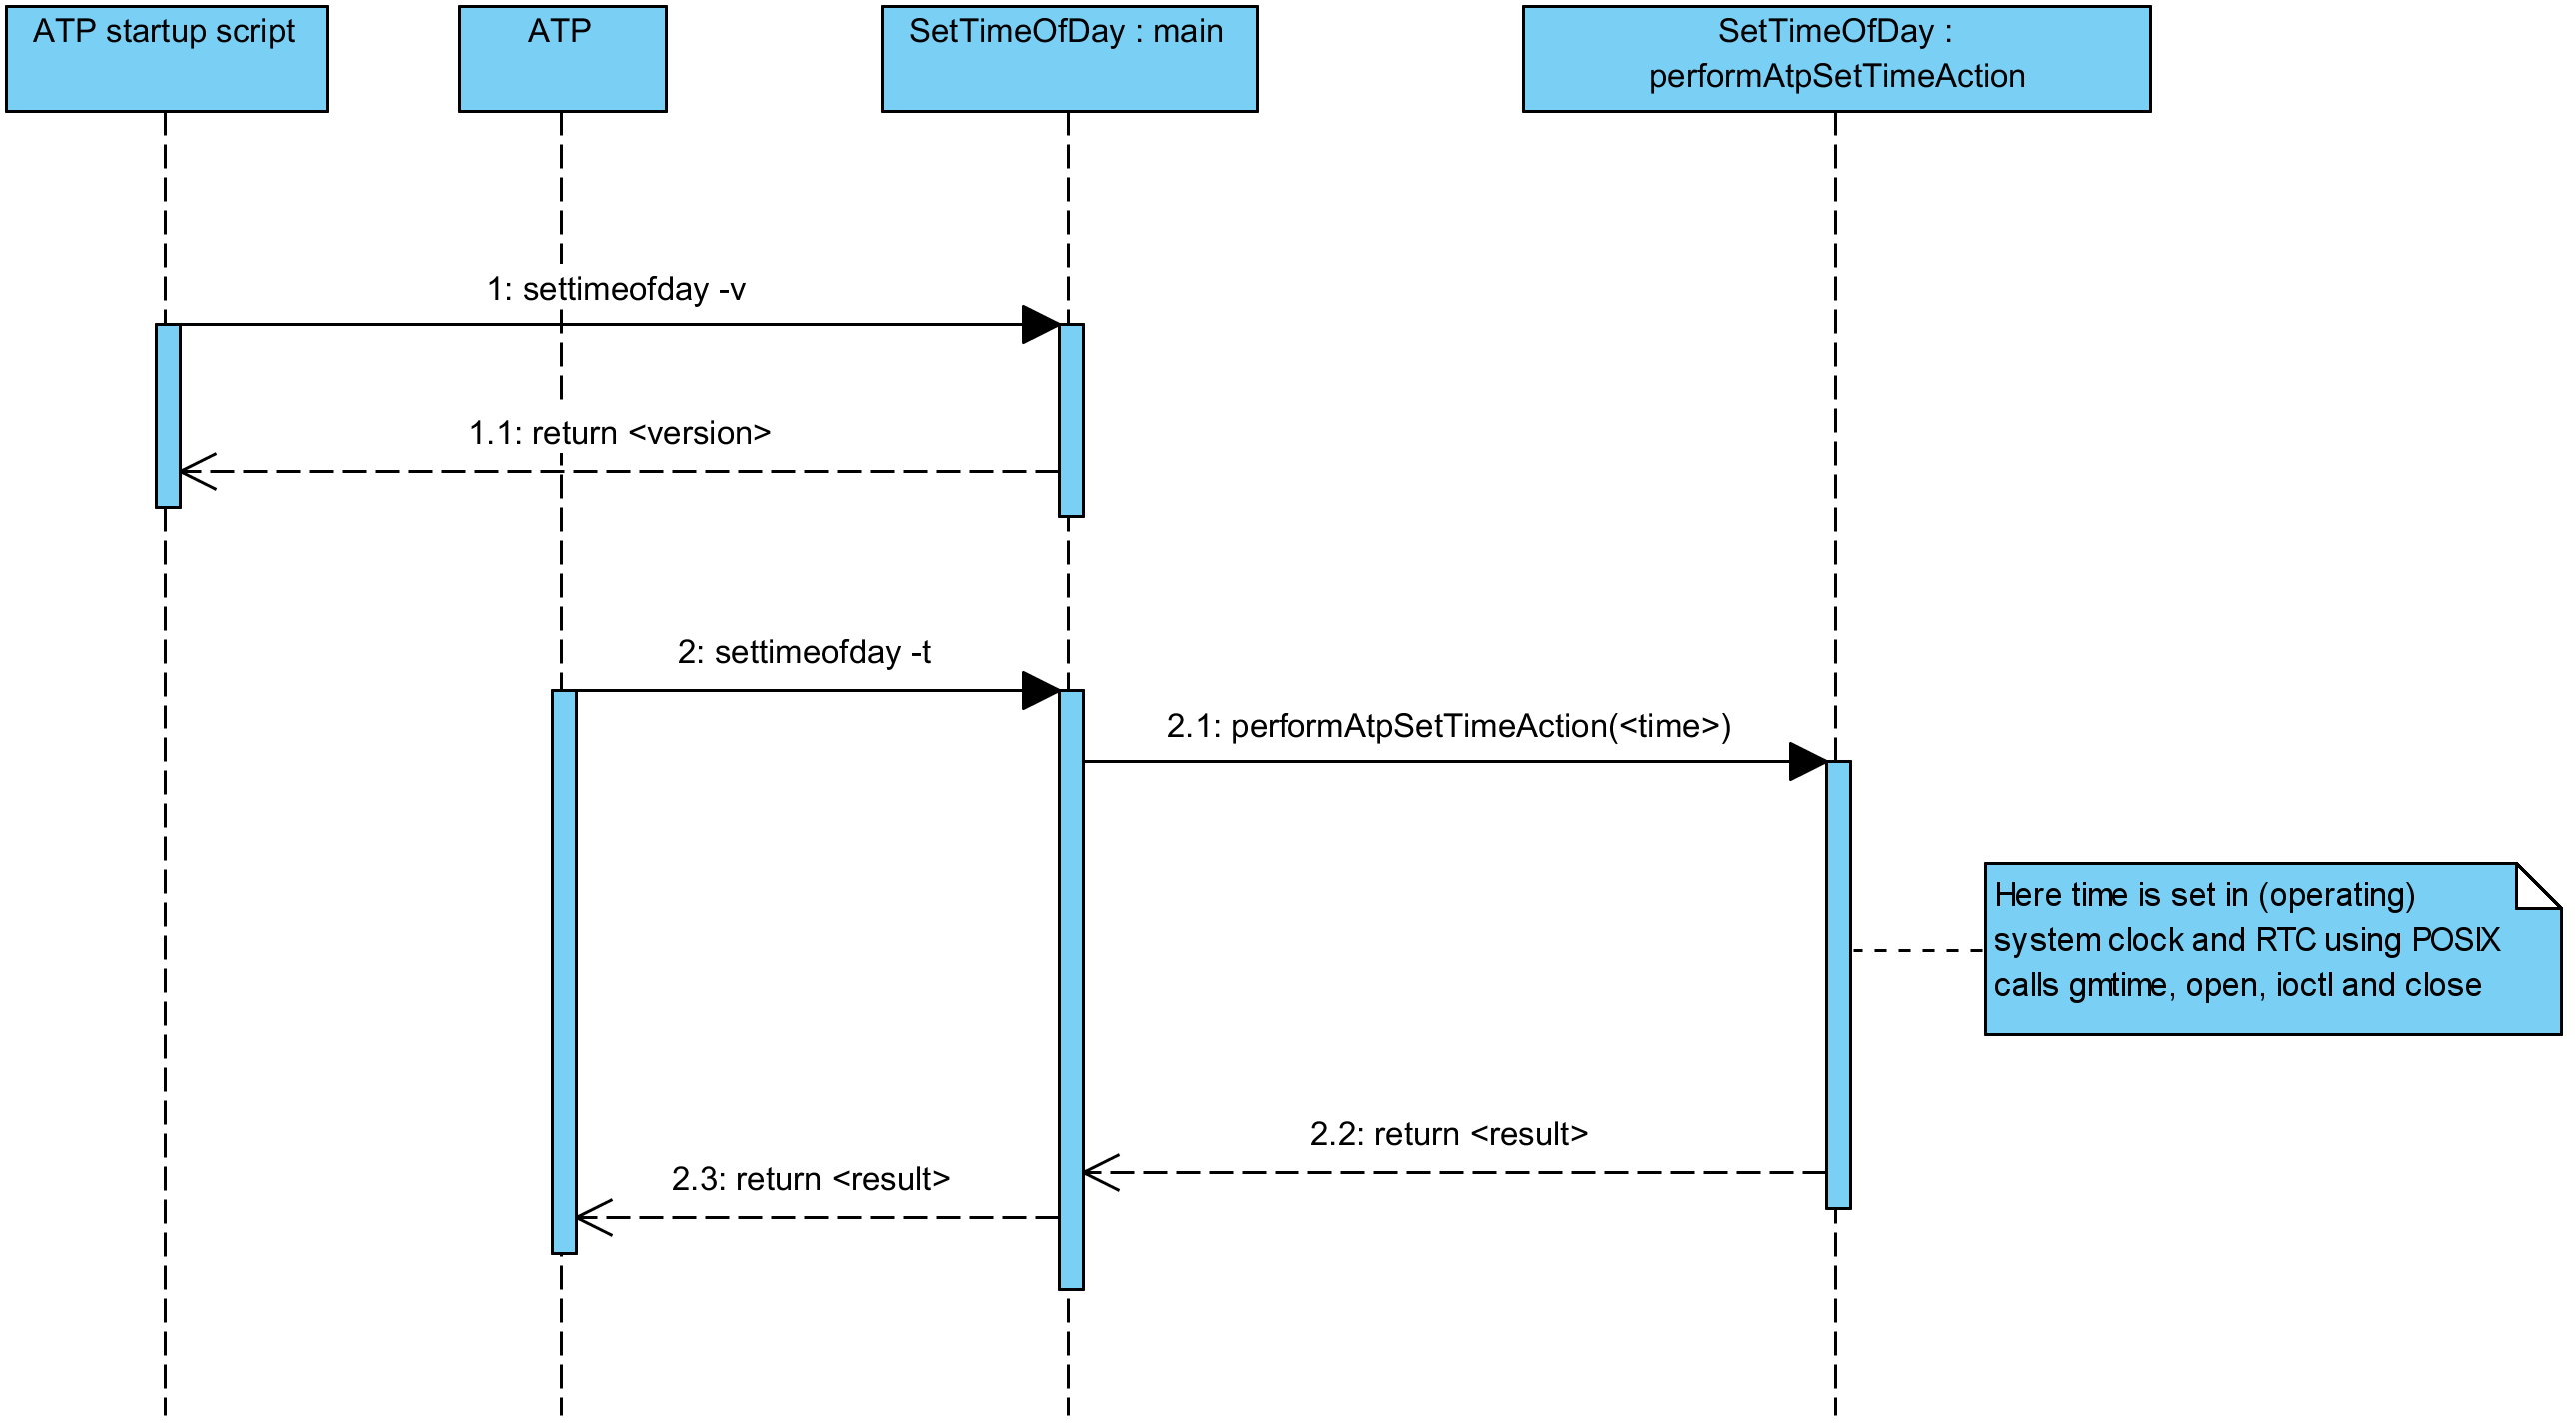 ATP startup script
ATP
SetTimeOfDay : main
SetTimeOfDay :
performAtpSetTimeAction
1: settimeofday -v
1.1: return <version>
2: settimeofday -t
2.1: performAtpSetTimeAction(<time>)
Here time is set in (operating)
system clock and RTC using POSIX
calls gmtime, open, ioctl and close
2.2: return <result>
2.3: return <result>